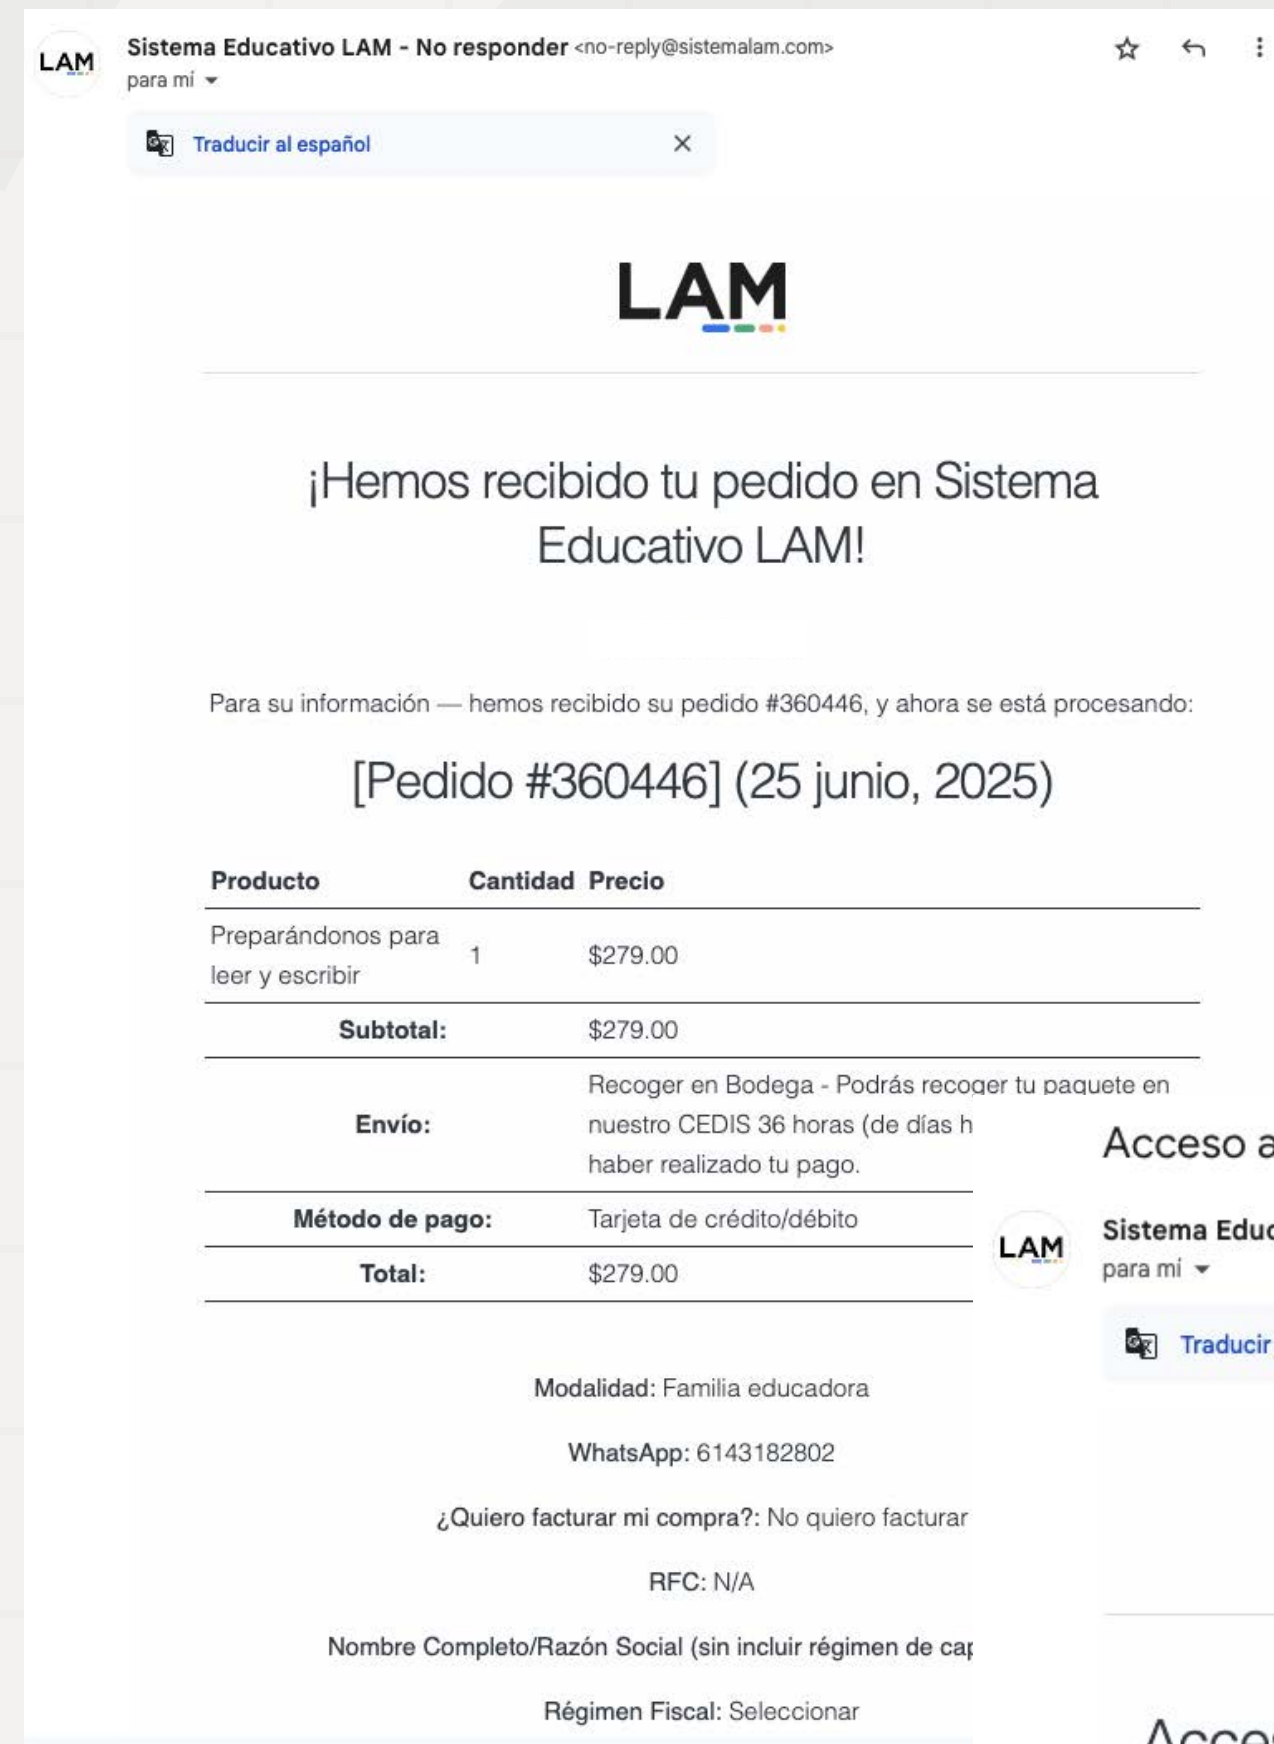 LAM
Sistema Educativo LAM - No responder <no-reply@sistemalam.com>
para mí
Traducir al español
LAM
¡Hemos recibido tu pedido en Sistema
Educativo LAM!
Para su información — hemos recibido su pedido #360446, y ahora se está procesando:
[Pedido #360446] (25 junio, 2025)
Producto Cantidad Precio
Preparándonos para
leer y escribir
1 $279.00
Subtotal: $279.00
Envío:
Recoger en Bodega - Podrás recoger tu paquete en
nuestro CEDIS 36 horas (de días h
haber realizado tu pago.
Método de pago: Tarjeta de crédito/débito
Total: $279.00
Modalidad: Familia educadora
WhatsApp: 6143182802
¿Quiero facturar mi compra?: No quiero facturar
RFC: N/A
Nombre Completo/Razón Social (sin incluir régimen de cap
Régimen Fiscal: Seleccionar
Acceso a
LAM
Sistema Educ
para mí
Traducir
Acces